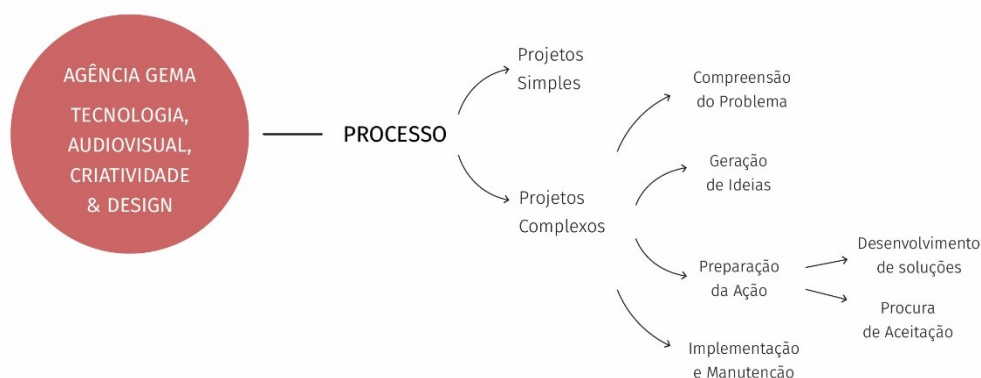 AGÊNCIA GEMA
TECNOLOGIA,
AUDIOVISUAL,
CRIATIVIDADE
& DESIGN
PROCESSO
Projetos
Simples
Projetos
Complexos
Compreensão
do Problema
Geração
de Ideias
Preparação
da Ação
Desenvolvimento
de soluções
Procura
de Aceitação
Implementação
e Manutenção